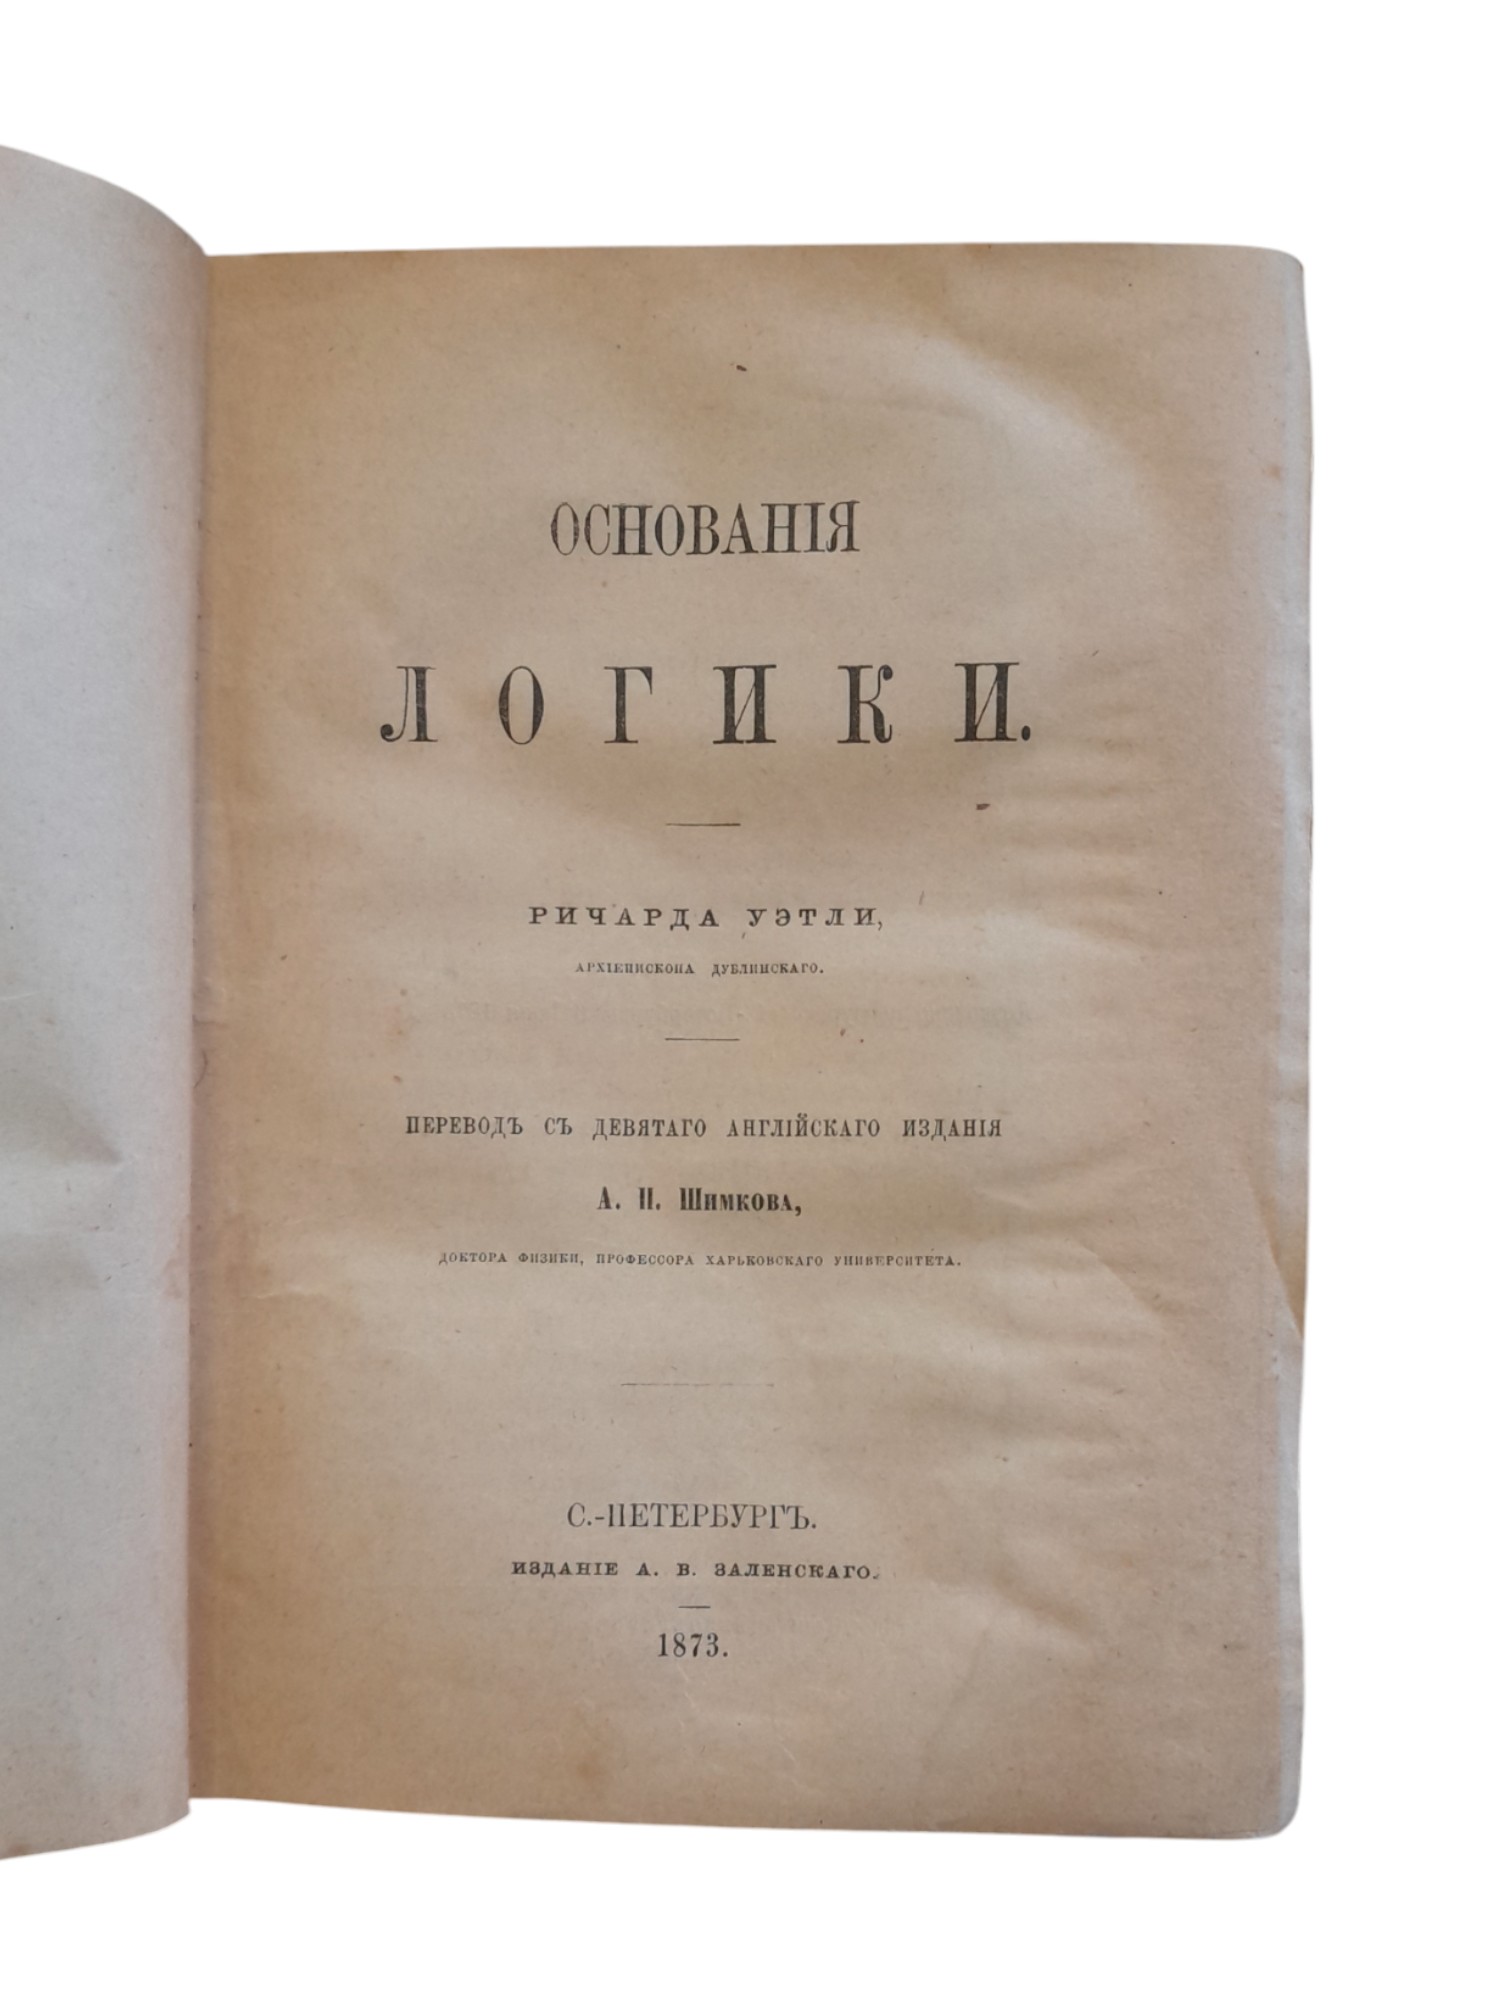 ОСНОВАНІЯ
ЛОГИКИ.
РИЧАРДА УЭТЛИ,
АРХІЕПИСКОПА ДУБЛИНСКАГО.
ПЕРЕВОДЪ СЪ ДЕВЯТАГО АНГЛІЙСКАГО ИЗДАНІЯ
А. П. Шимкова,
ДОКТОРА ФИЗИКИ, ПРОФЕССОРА ХАРЬКОВСКАГО УНИВЕРСИТЕТА.
С.-ПЕТЕРБУРГЪ.
ИЗДАНІЕ А. В. ЗАЛЕНСКАГО.
1873.